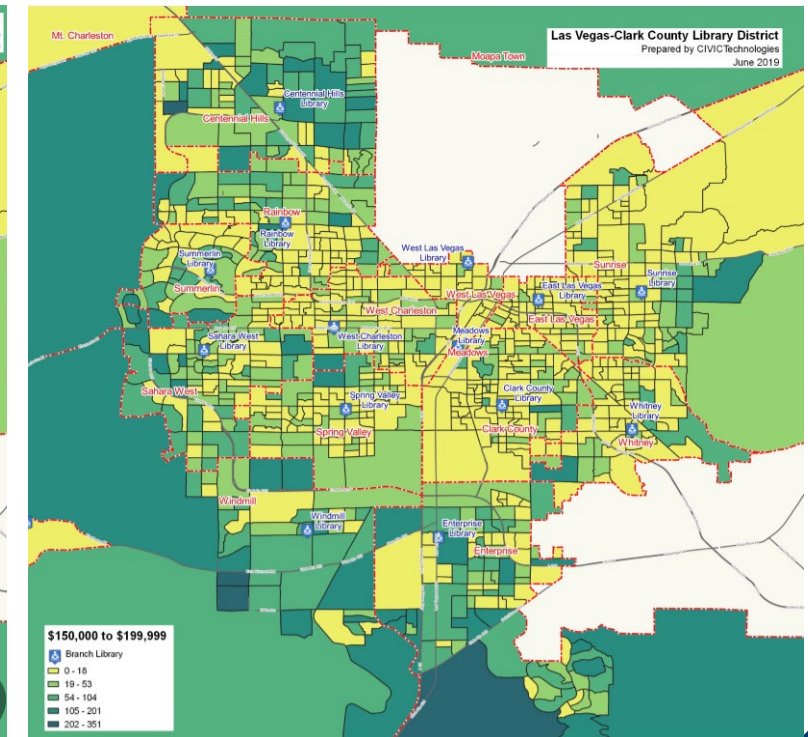 Las Vegas-Clark County Library District
Prepared by CIVICTechnologies
June 2019
Mt. Charleston
Moapa Town
Centennial Hills
Library
Centennial Hills
Rainbow
Rainbow
Library
West Las Vegas
Library
Summerlin
Library
Summerlin
Sunrise
Sunrise
Library
East Las Vegas
Library
West Las Vegas
East Las Vegas
West Charleston
West Charleston
Library
Meadows
Library
Meadows
Sahara West
Library
Sahara West
Spring Valley
Library
Spring Valley
Clark County
Library
Clark County
Whitney
Library
Whitney
Windmill
Windmill
Library
Enterprise
Library
Enterprise
$150,000 to $199,999
Branch Library
0 - 18
19 - 53
54 - 104
105 - 201
202 - 351